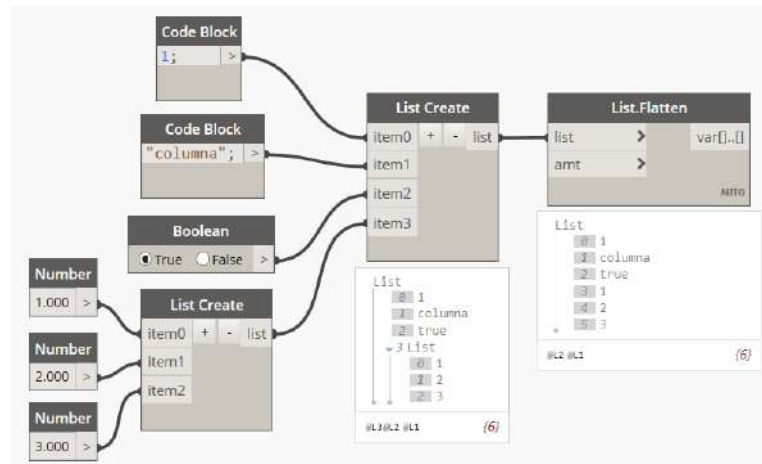 Code Block
1; >
Code Block
"columna"; >
Boolean
True False >
Number
1.000 >
Number
2.000 >
Number
3.000 >
List Create
item0 + - list
item1
item2
List Create
item0 + - list
item1
item2
item3
List
0 1
1 columna
2 true
3 List
0 1
1 2
2 3
@L3 @L2 @L1 {6}
List.Flatten
list > var[]..[]
amt >
AUTO
List
0 1
1 columna
2 true
3 1
4 2
5 3
@L2 @L1 {6}